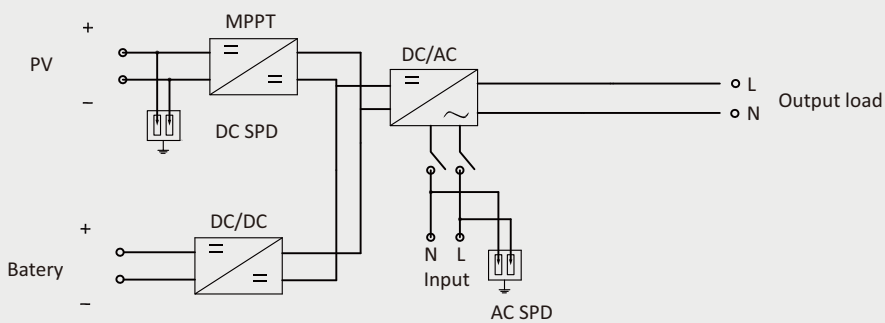 MPPT
+
PV
−
DC SPD
DC/AC
L
N
Output load
DC/DC
+
Batery
−
N L
Input
AC SPD